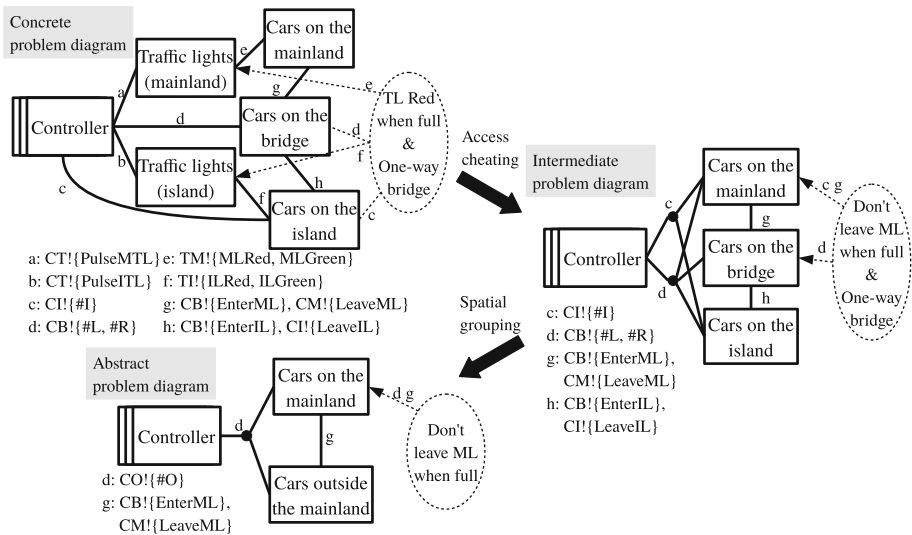 Concrete
problem diagram
Cars on the
mainland
Traffic lights
(mainland)
e
a
g
e
Controller
d
Cars on the
bridge
TL Red
when full
&
One-way
bridge
d
f
b
Traffic lights
(island)
c
f
h
Cars on the
island
c
a: CT!{PulseMTL} e: TM!{MLRed, MLGreen}
b: CT!{PulseITL} f: TI!{ILRed, ILGreen}
c: CI!{#I} g: CB!{EnterML}, CM!{LeaveML}
d: CB!{#L, #R} h: CB!{EnterIL}, CI!{LeaveIL}
Access
cheating
Intermediate
problem diagram
Cars on the
mainland
c
c g
g
Controller
Cars on the
bridge
d
d
h
Cars on the
island
Don't
leave ML
when full
&
One-way
bridge
c: CI!{#I}
d: CB!{#L, #R}
g: CB!{EnterML},
CM!{LeaveML}
h: CB!{EnterIL},
CI!{LeaveIL}
Spatial
grouping
Abstract
problem diagram
Cars on the
mainland
d g
Controller
d
g
Don't
leave ML
when full
Cars outside
the mainland
d: CO!{#O}
g: CB!{EnterML},
CM!{LeaveML}